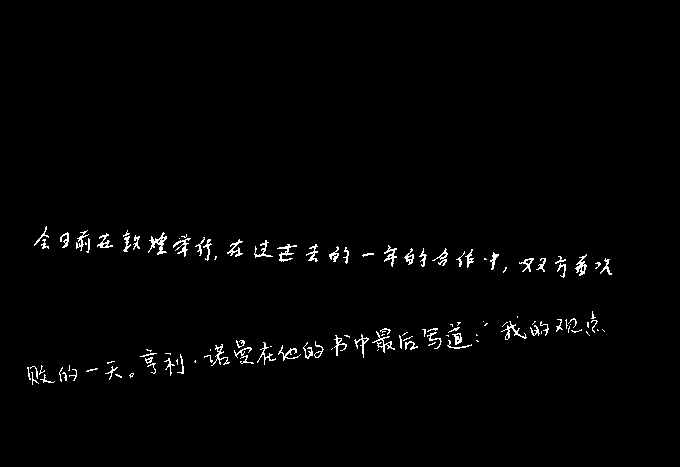 会日前在敦煌举行,在过去的一年的合作中,双方再次
败的一天。亨利·诺曼在他的书中最后写道:“我的观点